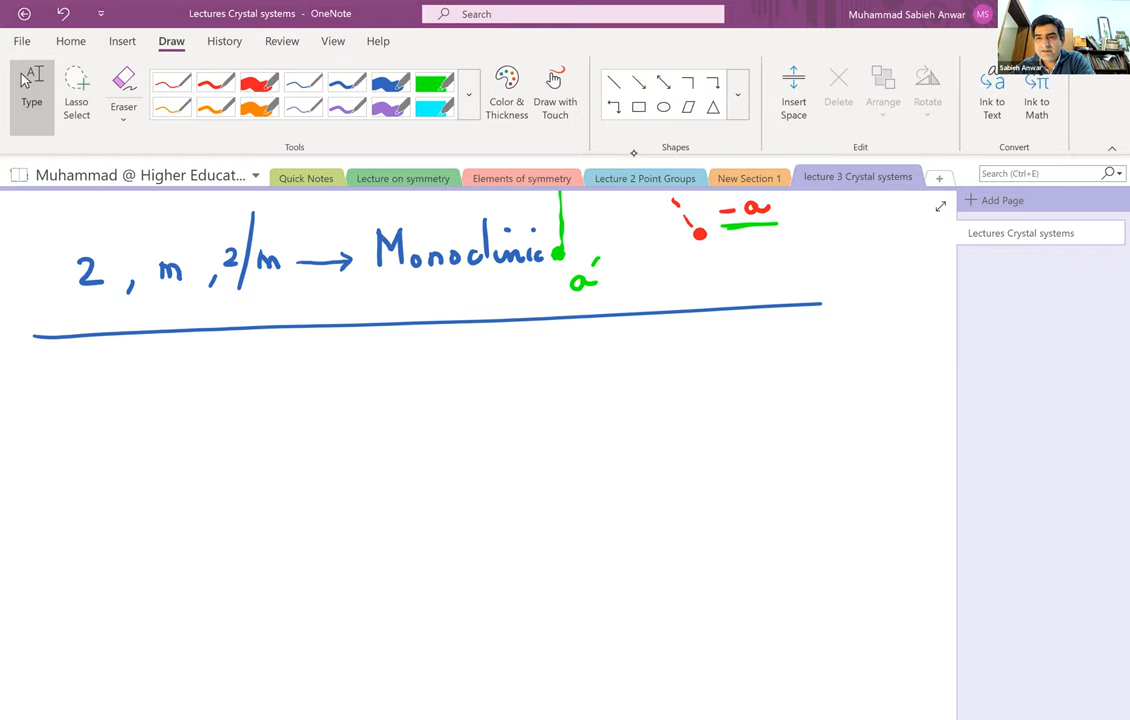 Lectures Crystal systems - OneNote
Search
Muhammad Sabieh Anwar
MS
Sabieh Anwar
File Home Insert Draw History Review View Help
Type
Lasso Select
Eraser
Color & Thickness
Draw with Touch
Insert Space
Delete
Arrange
Rotate
Ink to Text
Ink to Math
Tools
Shapes
Edit
Convert
Muhammad @ Higher Educat...
Quick Notes
Lecture on symmetry
Elements of symmetry
Lecture 2 Point Groups
New Section 1
lecture 3 Crystal systems
Search (Ctrl+E)
Add Page
Lectures Crystal systems
- a
2 , m , 2/m → Monoclinic
a'